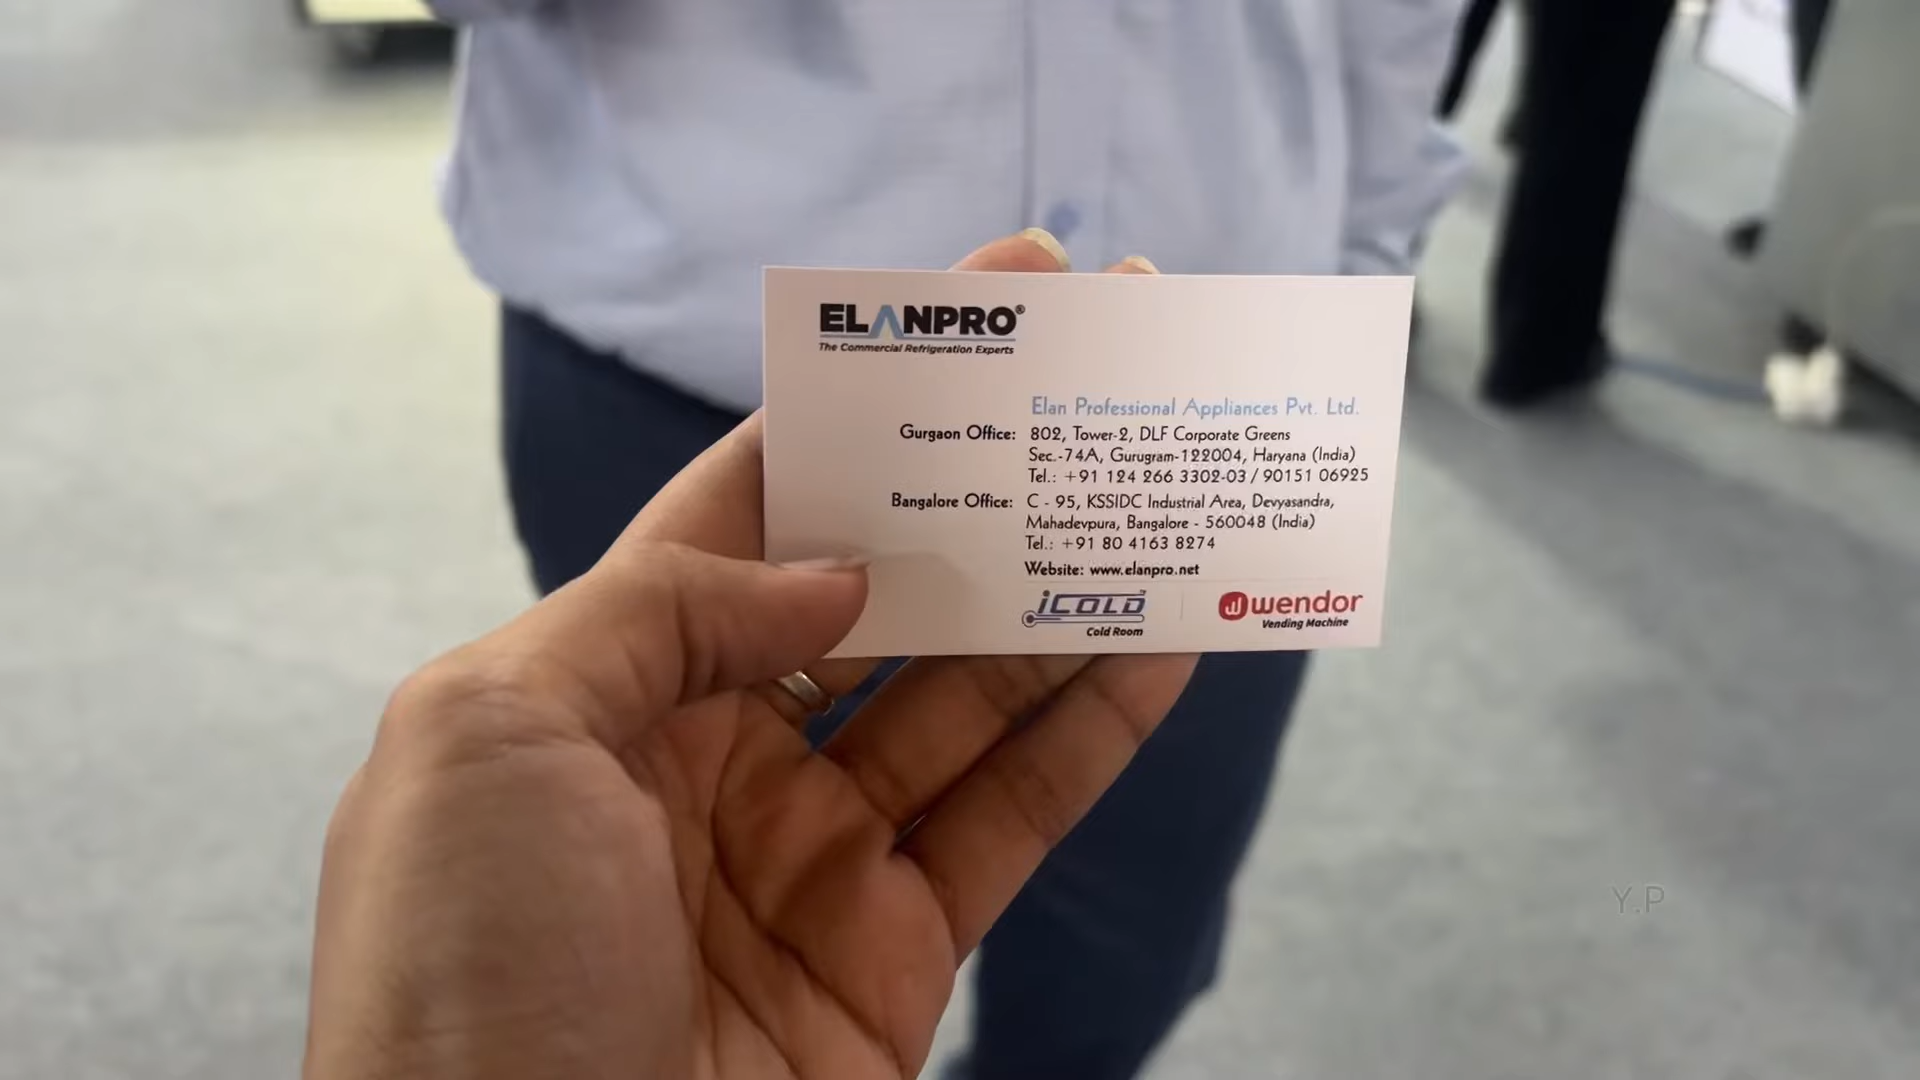 ELANPRO®
The Commercial Refrigeration Experts
Elan Professional Appliances Pvt. Ltd.
Gurgaon Office: 802, Tower-2, DLF Corporate Greens
Sec.-74A, Gurugram-122004, Haryana (India)
Tel.: +91 124 266 3302-03 / 90151 06925
Bangalore Office: C - 95, KSSIDC Industrial Area, Devyasandra,
Mahadevpura, Bangalore - 560048 (India)
Tel.: +91 80 4163 8274
Website: www.elanpro.net
iCOLD
Cold Room
wendor
Vending Machine
Y.P